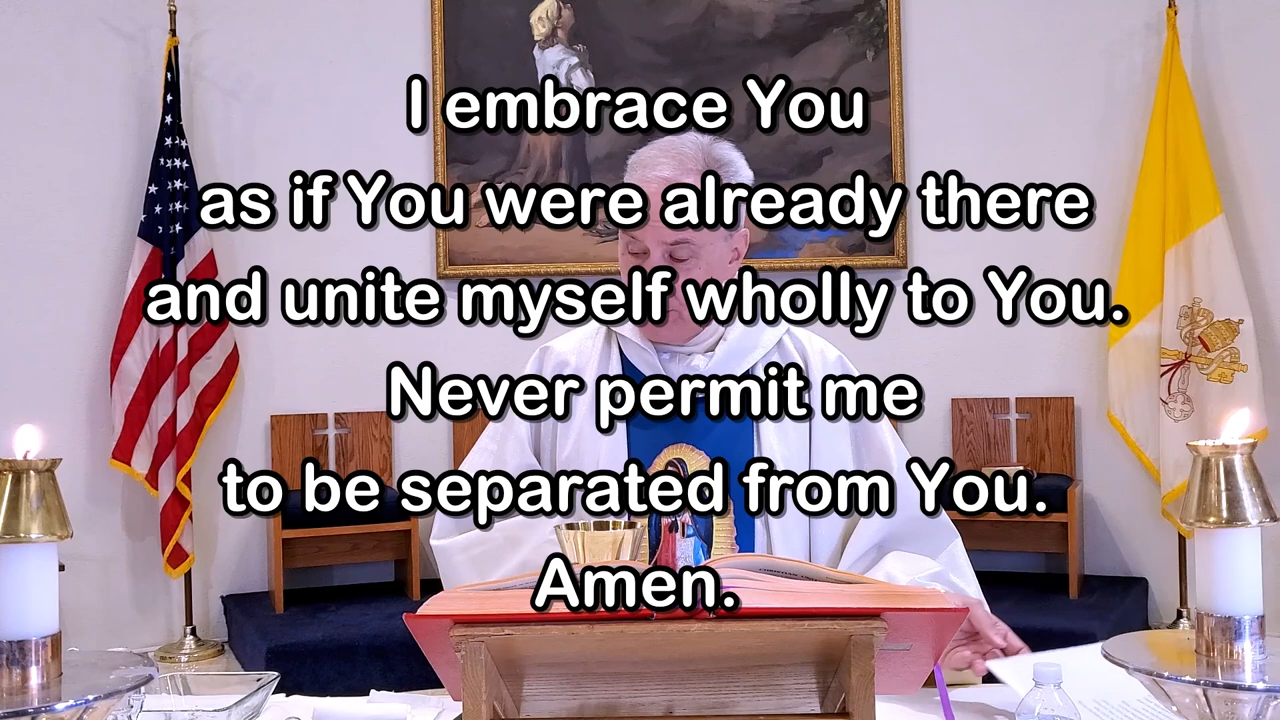 I embrace You
as if You were already there
and unite myself wholly to You.
Never permit me
to be separated from You.
Amen.